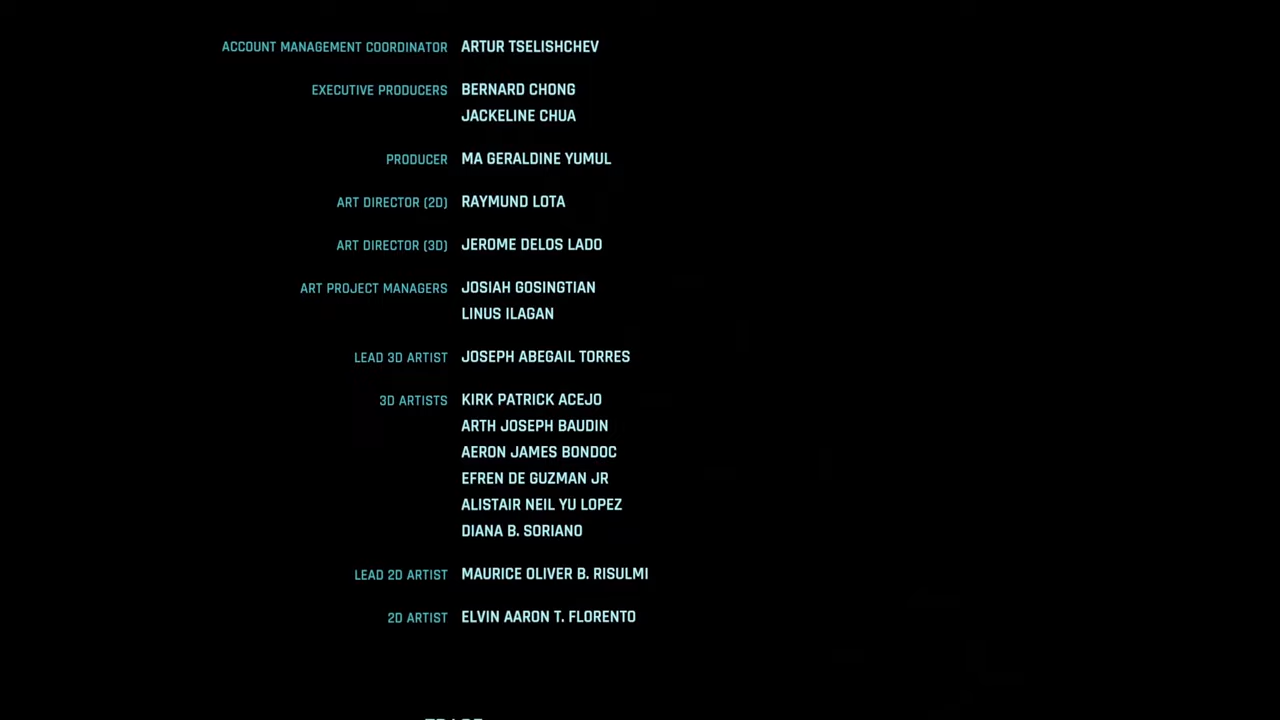 ACCOUNT MANAGEMENT COORDINATOR ARTUR TSELISHCHEV
EXECUTIVE PRODUCERS BERNARD CHONG
JACKELINE CHUA
PRODUCER MA GERALDINE YUMUL
ART DIRECTOR (2D) RAYMUND LOTA
ART DIRECTOR (3D) JEROME DELOS LADO
ART PROJECT MANAGERS JOSIAH GOSINGTIAN
LINUS ILAGAN
LEAD 3D ARTIST JOSEPH ABEGAIL TORRES
3D ARTISTS KIRK PATRICK ACEJO
ARTH JOSEPH BAUDIN
AERON JAMES BONDOC
EFREN DE GUZMAN JR
ALISTAIR NEIL YU LOPEZ
DIANA B. SORIANO
LEAD 2D ARTIST MAURICE OLIVER B. RISULMI
2D ARTIST ELVIN AARON T. FLORENTO